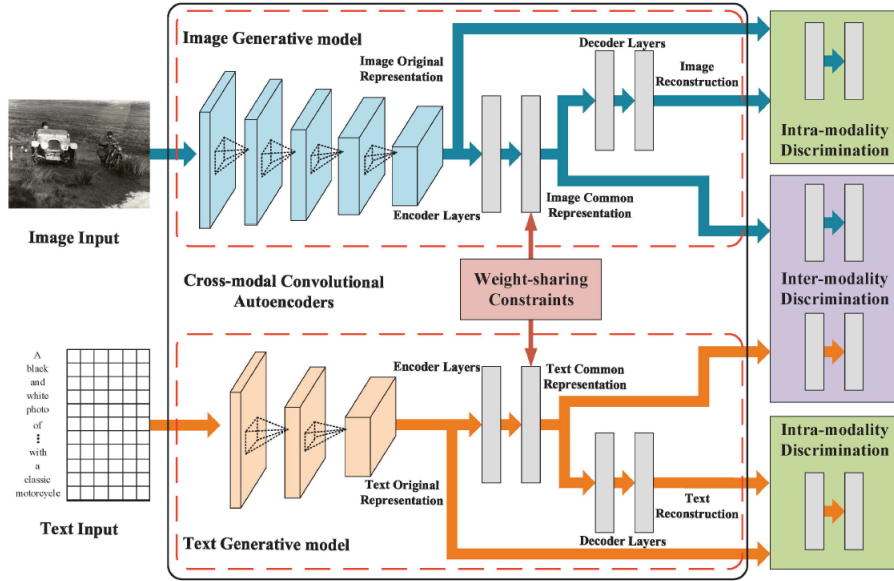 Image Generative model
Image Original
Representation
Decoder Layers
Image
Reconstruction
Intra-modality
Discrimination
Encoder Layers
Image Common
Representation
Image Input
Cross-modal Convolutional
Autoencoders
Weight-sharing
Constraints
Inter-modality
Discrimination
A
black
and
white
photo
of
⋮
with
a
classic
motorcycle
Text Input
Encoder Layers
Text Common
Representation
Text Original
Representation
Decoder Layers
Text
Reconstruction
Intra-modality
Discrimination
Text Generative model